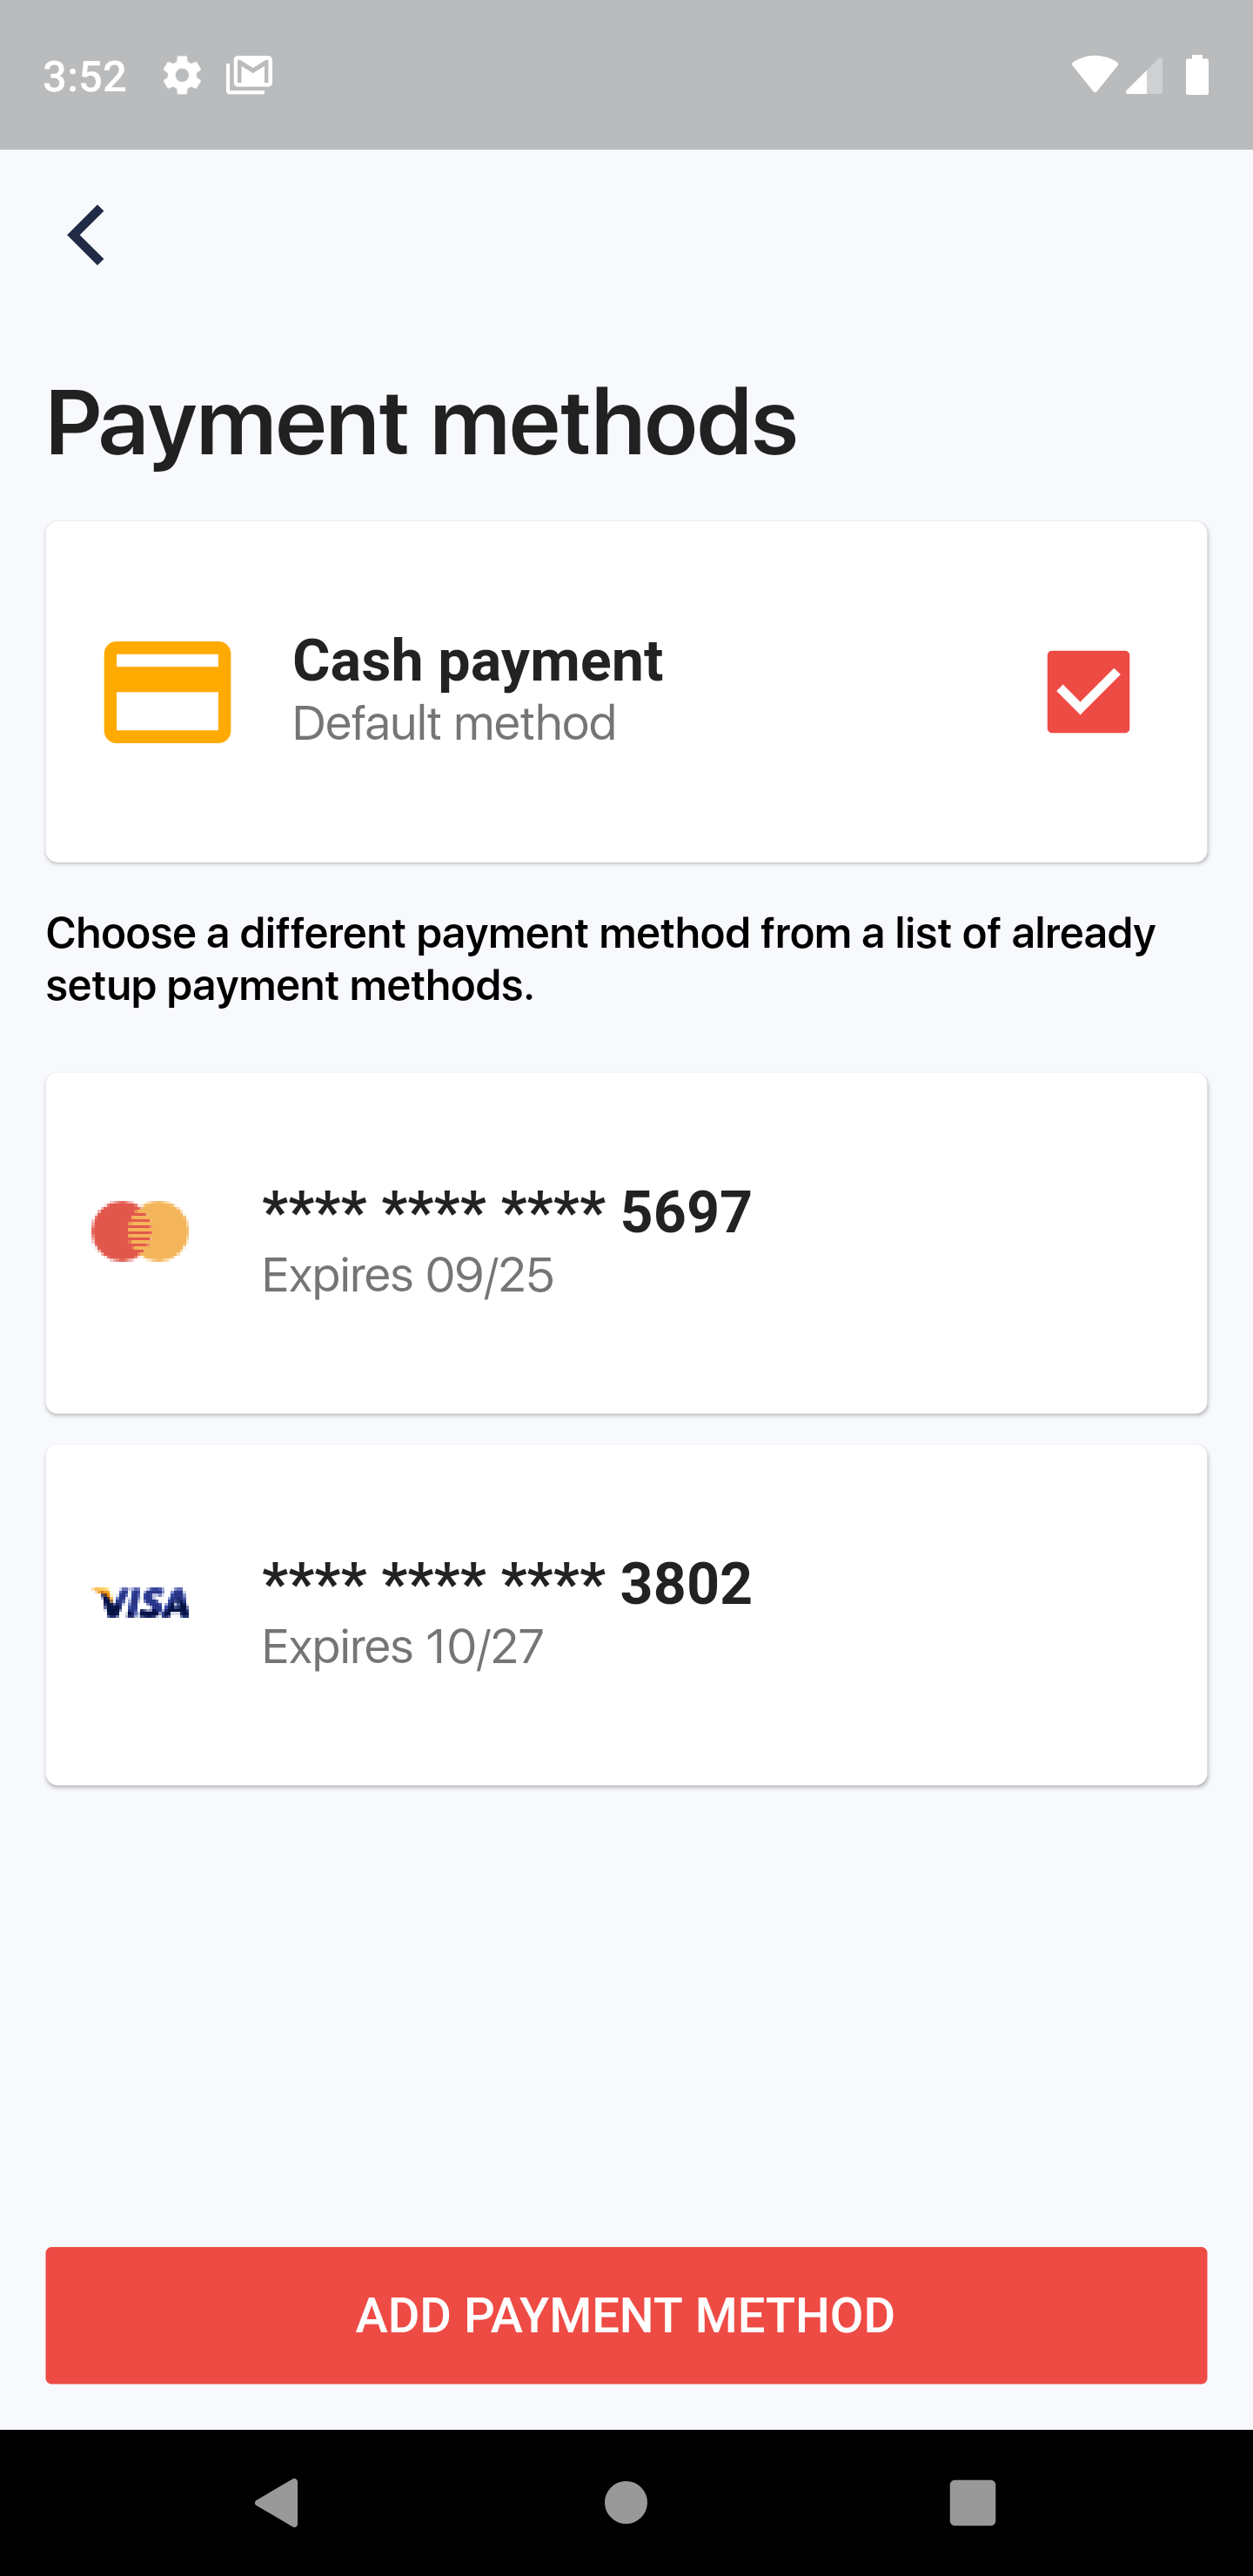 3:52
Payment methods
Cash payment
Default method
Choose a different payment method from a list of already
setup payment methods.
**** **** **** 5697
Expires 09/25
VISA
**** **** **** 3802
Expires 10/27
ADD PAYMENT METHOD